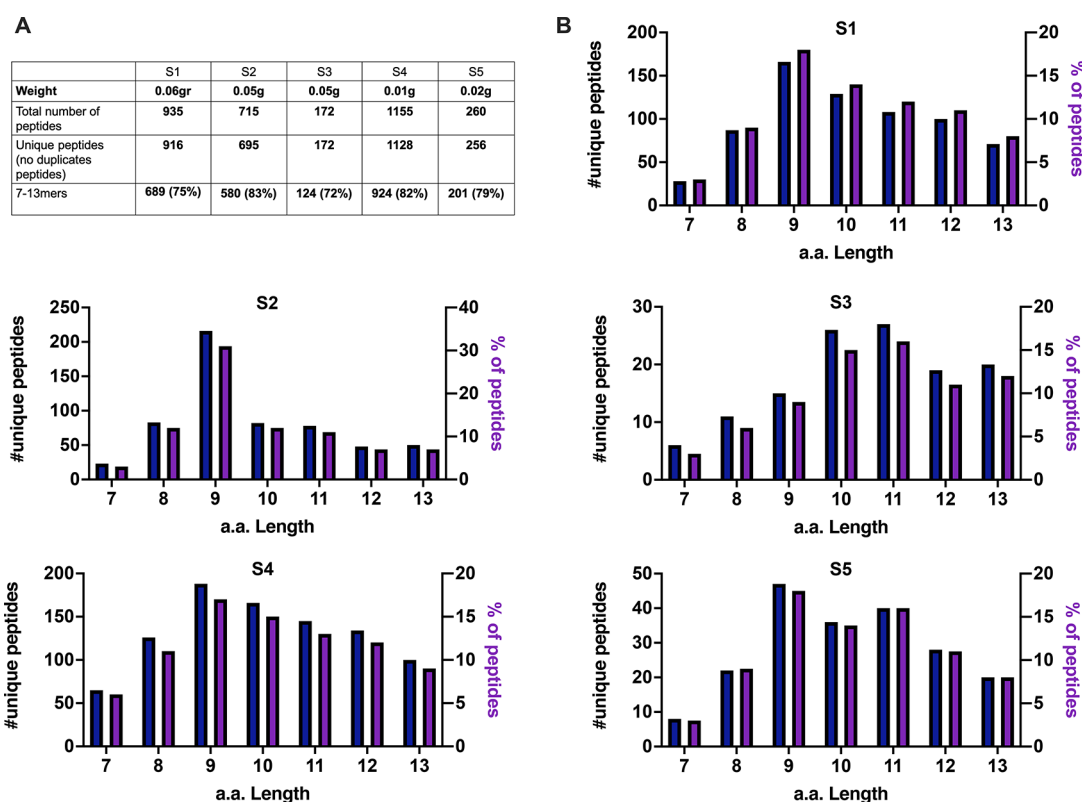 A
S1 S2 S3 S4 S5
Weight 0.06gr 0.05g 0.05g 0.01g 0.02g
Total number of peptides 935 715 172 1155 260
Unique peptides (no duplicates peptides) 916 695 172 1128 256
7-13mers 689 (75%) 580 (83%) 124 (72%) 924 (82%) 201 (79%)
B
S1
#unique peptides
200
150
100
50
0
20
15
10
5
0
% of peptides
7 8 9 10 11 12 13
a.a. Length
S2
#unique peptides
250
200
150
100
50
0
40
30
20
10
0
% of peptides
7 8 9 10 11 12 13
a.a. Length
S3
#unique peptides
30
20
10
0
20
15
10
5
0
% of peptides
7 8 9 10 11 12 13
a.a. Length
S4
#unique peptides
200
150
100
50
0
20
15
10
5
0
% of peptides
7 8 9 10 11 12 13
a.a. Length
S5
#unique peptides
50
40
30
20
10
0
20
15
10
5
0
% of peptides
7 8 9 10 11 12 13
a.a. Length